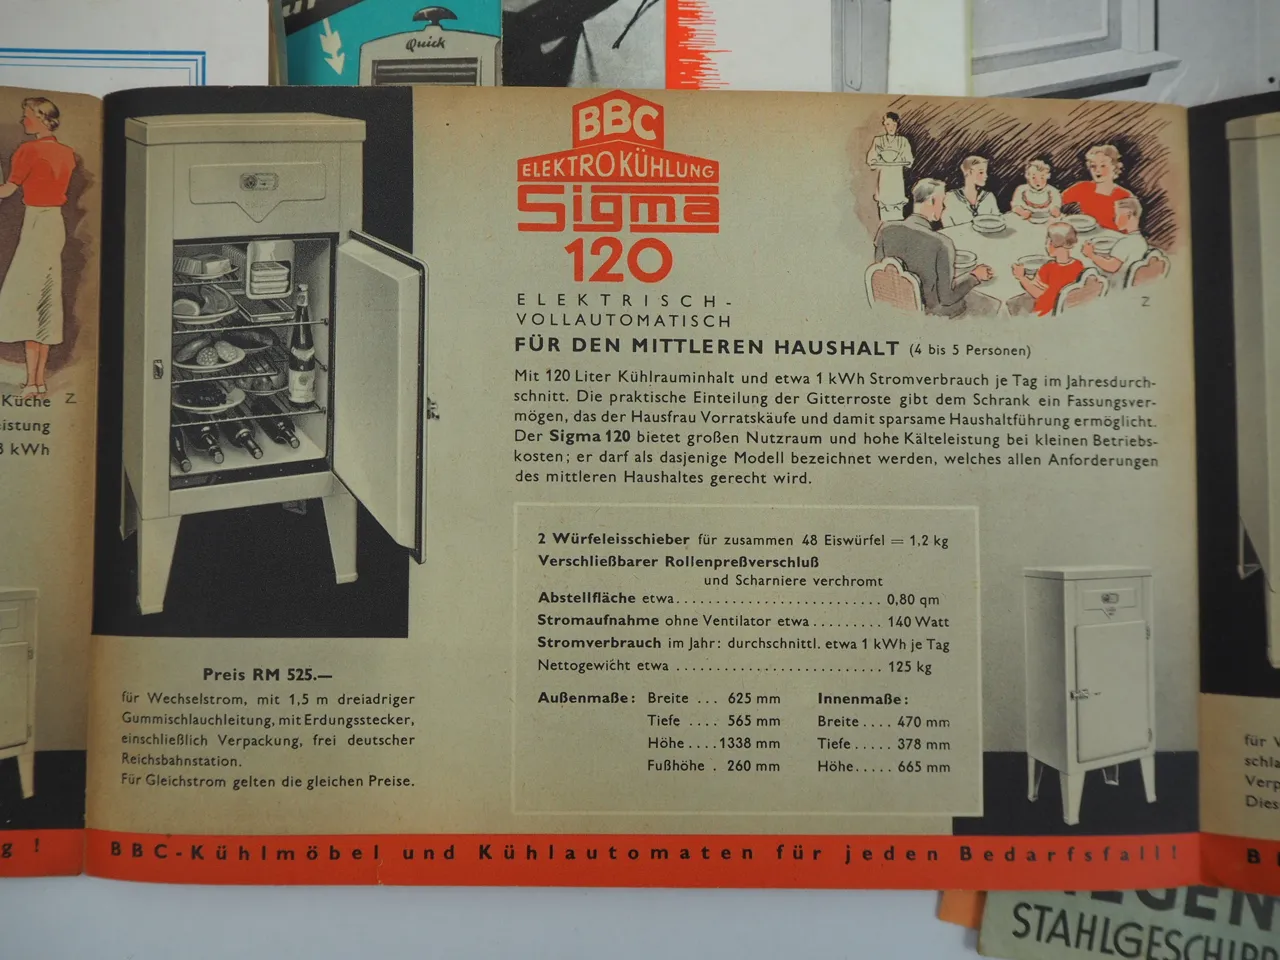 Quick
BBC
ELEKTROKÜHLUNG
Sigma
120
ELEKTRISCH-
VOLLAUTOMATISCH
FÜR DEN MITTLEREN HAUSHALT (4 bis 5 Personen)
Mit 120 Liter Kühlrauminhalt und etwa 1 kWh Stromverbrauch je Tag im Jahresdurch-
schnitt. Die praktische Einteilung der Gitterroste gibt dem Schrank ein Fassungsver-
mögen, das der Hausfrau Vorratskäufe und damit sparsame Haushaltführung ermöglicht.
Der Sigma 120 bietet großen Nutzraum und hohe Kälteleistung bei kleinen Betriebs-
kosten; er darf als dasjenige Modell bezeichnet werden, welches allen Anforderungen
des mittleren Haushaltes gerecht wird.
2 Würfeleisschieber für zusammen 48 Eiswürfel = 1,2 kg
Verschließbarer Rollenpreßverschluß
und Scharniere verchromt
Abstellfläche etwa.......................... 0,80 qm
Stromaufnahme ohne Ventilator etwa ......... 140 Watt
Stromverbrauch im Jahr: durchschnittl. etwa 1 kWh je Tag
Nettogewicht etwa .......................... 125 kg
Außenmaße: Breite ... 625 mm Innenmaße:
Tiefe .... 565 mm Breite.... 470 mm
Höhe ....1338 mm Tiefe..... 378 mm
Fußhöhe . 260 mm Höhe..... 665 mm
Preis RM 525.—
für Wechselstrom, mit 1,5 m dreiadriger
Gummischlauchleitung, mit Erdungsstecker,
einschließlich Verpackung, frei deutscher
Reichsbahnstation.
Für Gleichstrom gelten die gleichen Preise.
Z
Küche Z
eistung
8 kWh
für V
schla
Verp
Dies
g !
BBC-Kühlmöbel und Kühlautomaten für jeden Bedarfsfall!
B
STAHLGESCHIRR